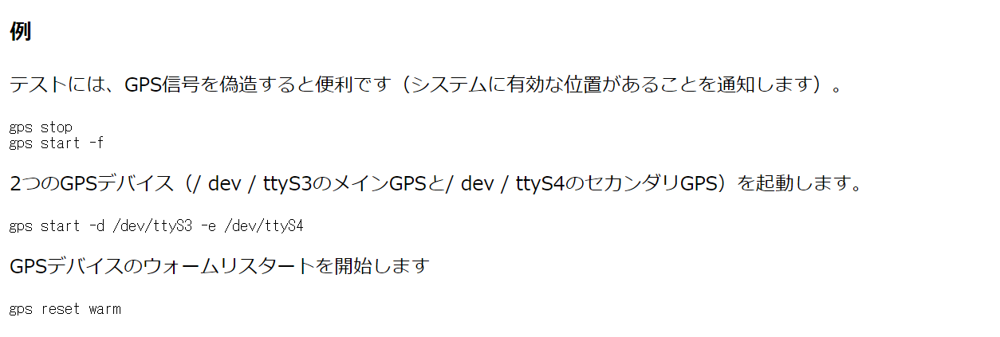 例
テストには、GPS信号を偽造すると便利です（システムに有効な位置があることを通知します）。
gps stop
gps start -f
2つのGPSデバイス（/ dev / ttyS3のメインGPSと/ dev / ttyS4のセカンダリGPS）を起動します。
gps start -d /dev/ttyS3 -e /dev/ttyS4
GPSデバイスのウォームリスタートを開始します
gps reset warm